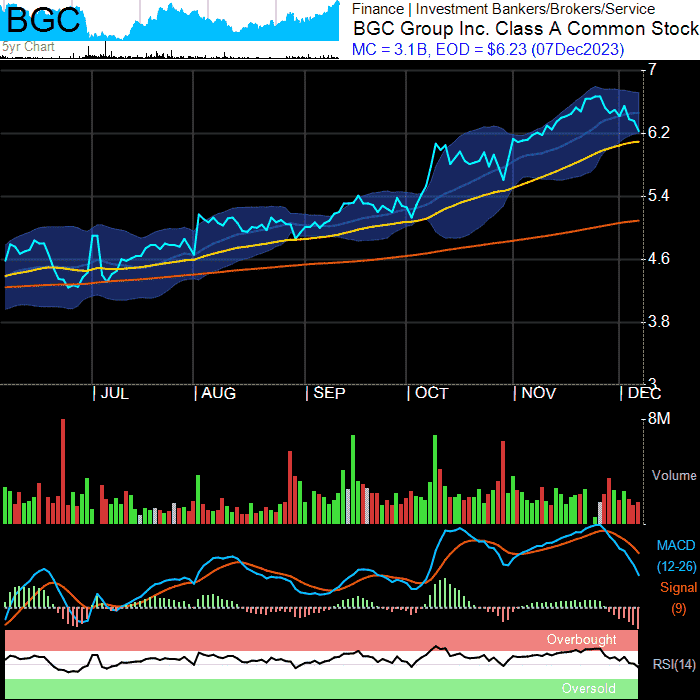 BGC
5yr Chart
Finance | Investment Bankers/Brokers/Service
BGC Group Inc. Class A Common Stock
MC = 3.1B, EOD = $6.23 (07Dec2023)
7
6.2
5.4
4.6
3.8
3
| JUL | AUG | SEP | OCT | NOV | DEC
8M
Volume
MACD
(12-26)
Signal
(9)
Overbought
RSI(14)
Oversold